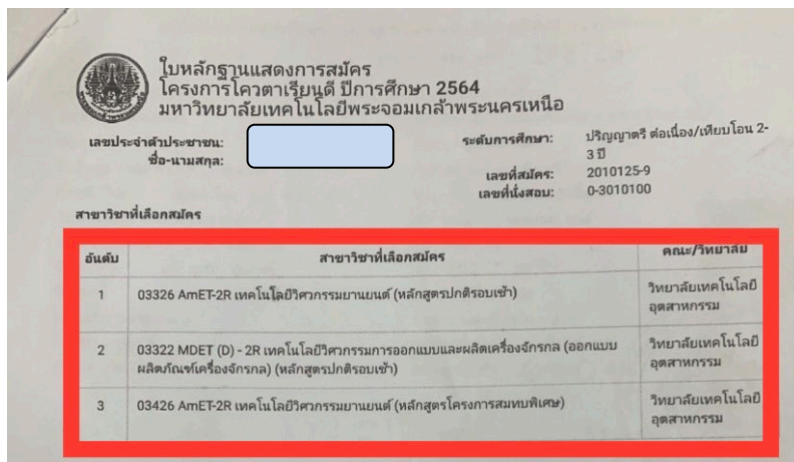 ใบหลักฐานแสดงการสมัคร
โครงการโควตาเรียนดี ปีการศึกษา 2564
มหาวิทยาลัยเทคโนโลยีพระจอมเกล้าพระนครเหนือ
เลขประจำตัวประชาชน:
ชื่อ-นามสกุล:
ระดับการศึกษา: ปริญญาตรี ต่อเนื่อง/เทียบโอน 2-
3 ปี
เลขที่สมัคร: 2010125-9
เลขที่นั่งสอบ: 0-3010100
สาขาวิชาที่เลือกสมัคร
อันดับ สาขาวิชาที่เลือกสมัคร คณะ/วิทยาลัย
1 03326 AmET-2R เทคโนโลยีวิศวกรรมยานยนต์ (หลักสูตรปกติรอบเช้า) วิทยาลัยเทคโนโลยี
อุตสาหกรรม
2 03322 MDET (D) - 2R เทคโนโลยีวิศวกรรมการออกแบบและผลิตเครื่องจักรกล (ออกแบบ วิทยาลัยเทคโนโลยี
ผลิตภัณฑ์เครื่องจักรกล) (หลักสูตรปกติรอบเช้า) อุตสาหกรรม
3 03426 AmET-2R เทคโนโลยีวิศวกรรมยานยนต์ (หลักสูตรโครงการสมทบพิเศษ) วิทยาลัยเทคโนโลยี
อุตสาหกรรม